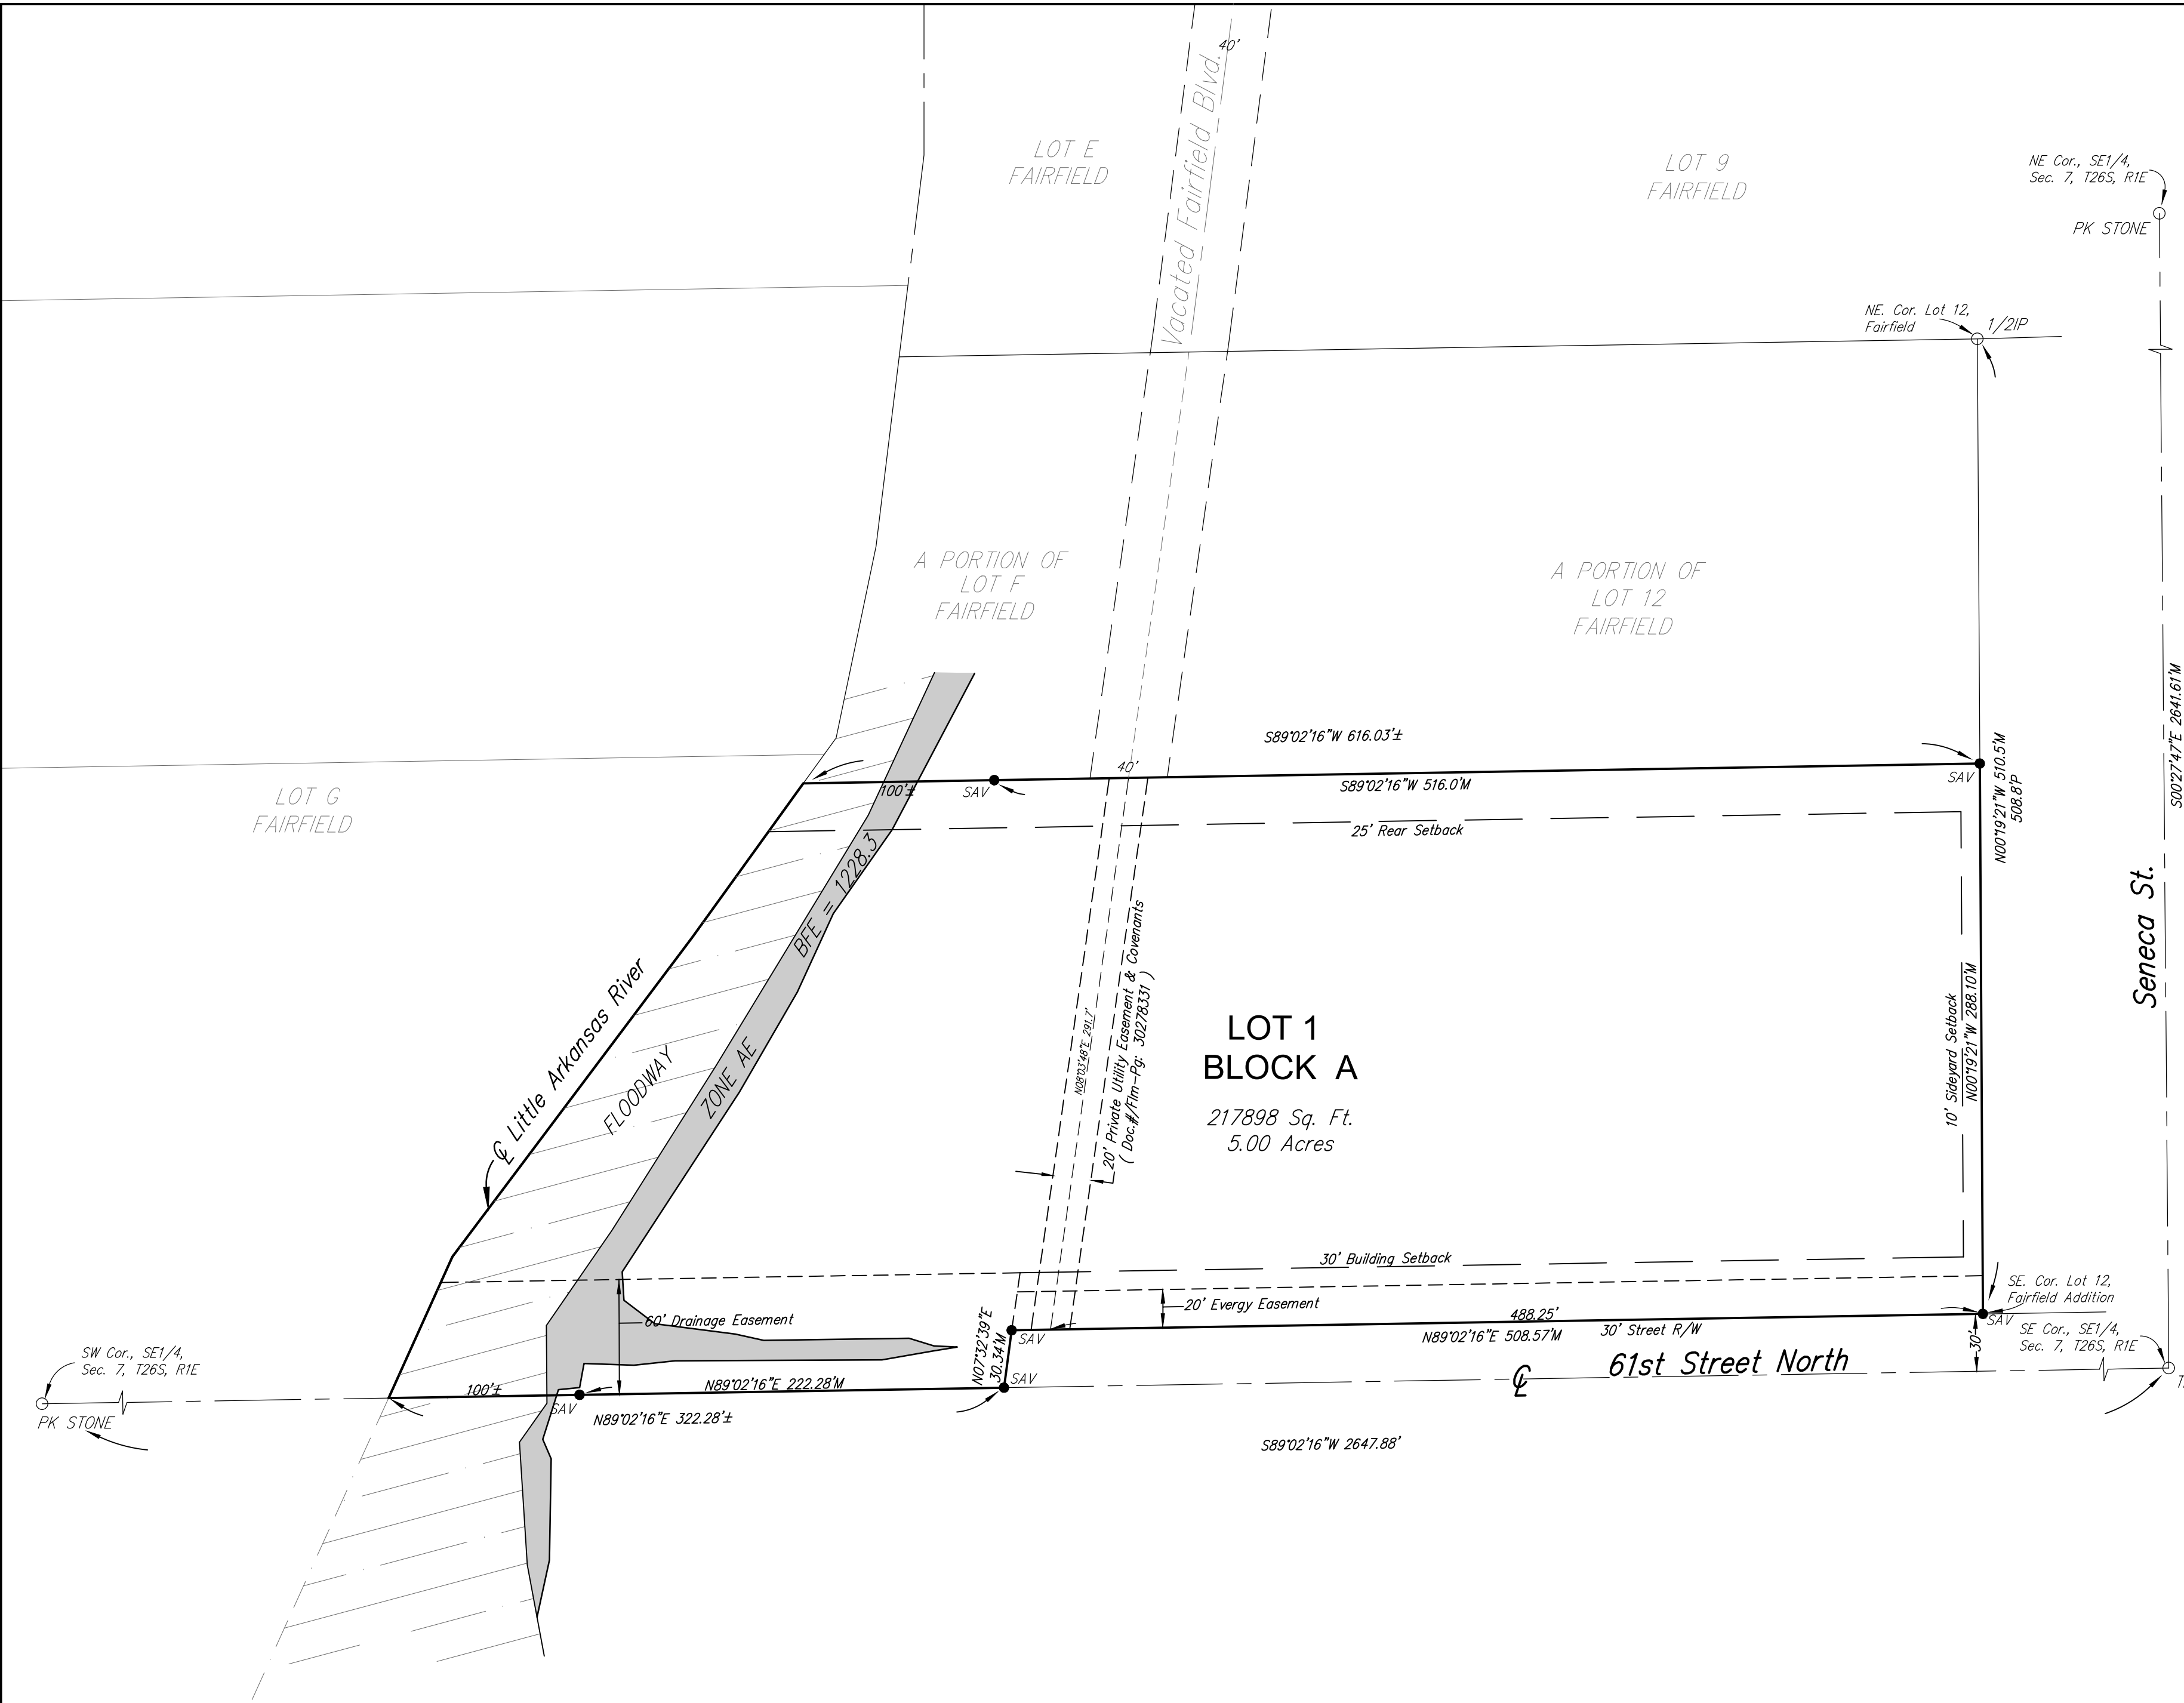 40'
Vacated Fairfield Blvd.
LOT E
FAIRFIELD
LOT 9
FAIRFIELD
NE Cor., SE1/4,
Sec. 7, T26S, R1E
PK STONE
NE. Cor. Lot 12,
Fairfield
1/2IP
A PORTION OF
LOT F
FAIRFIELD
A PORTION OF
LOT 12
FAIRFIELD
S00°27'47"E 2641.61'M
S89°02'16"W 616.03'±
40'
100'±
SAV
S89°02'16"W 516.0'M
SAV
N00°19'21"W 510.5'M
508.8'P
LOT G
FAIRFIELD
25' Rear Setback
BFE = 1228.3
Seneca St.
℄ Little Arkansas River
FLOODWAY
ZONE AE
N08°03'48"E 291.7'
20' Private Utility Easement & Covenants
( Doc.#/Flm-Pg: 30278331 )
LOT 1
BLOCK A
217898 Sq. Ft.
5.00 Acres
10' Sideyard Setback
N00°19'21"W 288.10'M
30' Building Setback
SE. Cor. Lot 12,
Fairfield Addition
20' Evergy Easement
60' Drainage Easement
488.25'
SAV
N07°32'39"E
30.34'M
SAV
N89°02'16"E 508.57'M
30' Street R/W
30'
SE Cor., SE1/4,
Sec. 7, T26S, R1E
SW Cor., SE1/4,
Sec. 7, T26S, R1E
61st Street North
℄
SAV
100'±
N89°02'16"E 222.28'M
SAV
N89°02'16"E 322.28'±
PK STONE
S89°02'16"W 2647.88'